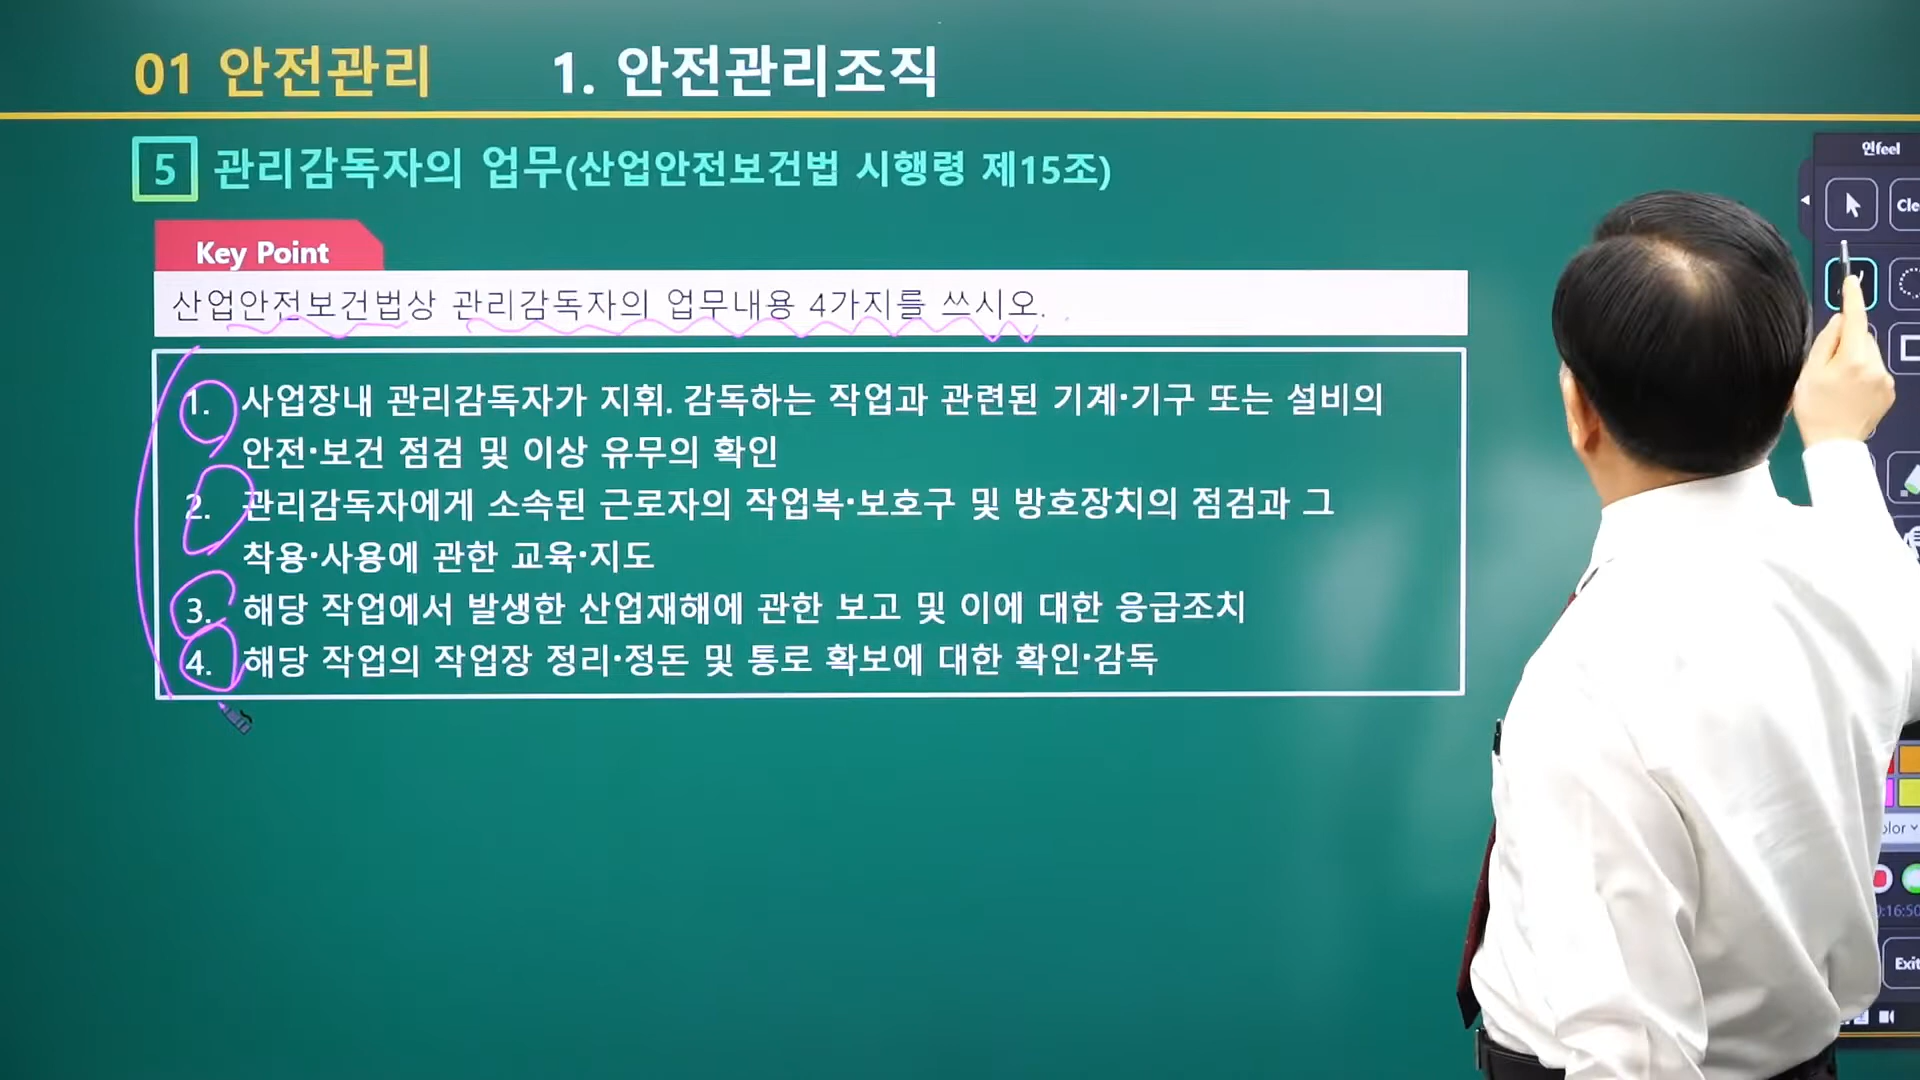 01 안전관리 1. 안전관리조직
5 관리감독자의 업무(산업안전보건법 시행령 제15조)
Key Point
산업안전보건법상 관리감독자의 업무내용 4가지를 쓰시오.
1. 사업장내 관리감독자가 지휘. 감독하는 작업과 관련된 기계·기구 또는 설비의
안전·보건 점검 및 이상 유무의 확인
2. 관리감독자에게 소속된 근로자의 작업복·보호구 및 방호장치의 점검과 그
착용·사용에 관한 교육·지도
3. 해당 작업에서 발생한 산업재해에 관한 보고 및 이에 대한 응급조치
4. 해당 작업의 작업장 정리·정돈 및 통로 확보에 대한 확인·감독
인feel
Cle
olor
0:16:50
Exit